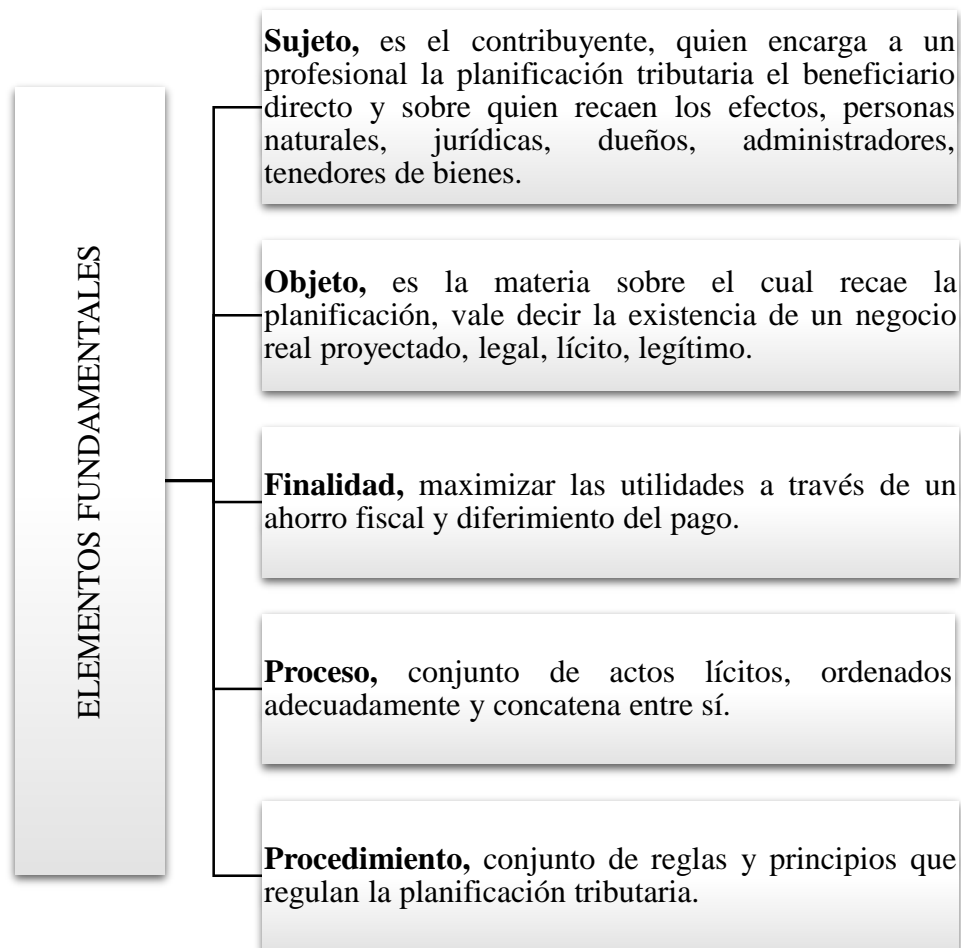 ELEMENTOS FUNDAMENTALES
Sujeto, es el contribuyente, quien encarga a un
profesional la planificación tributaria el beneficiario
directo y sobre quien recaen los efectos, personas
naturales, jurídicas, dueños, administradores,
tenedores de bienes.
Objeto, es la materia sobre el cual recae la
planificación, vale decir la existencia de un negocio
real proyectado, legal, lícito, legítimo.
Finalidad, maximizar las utilidades a través de un
ahorro fiscal y diferimiento del pago.
Proceso, conjunto de actos lícitos, ordenados
adecuadamente y concatena entre sí.
Procedimiento, conjunto de reglas y principios que
regulan la planificación tributaria.